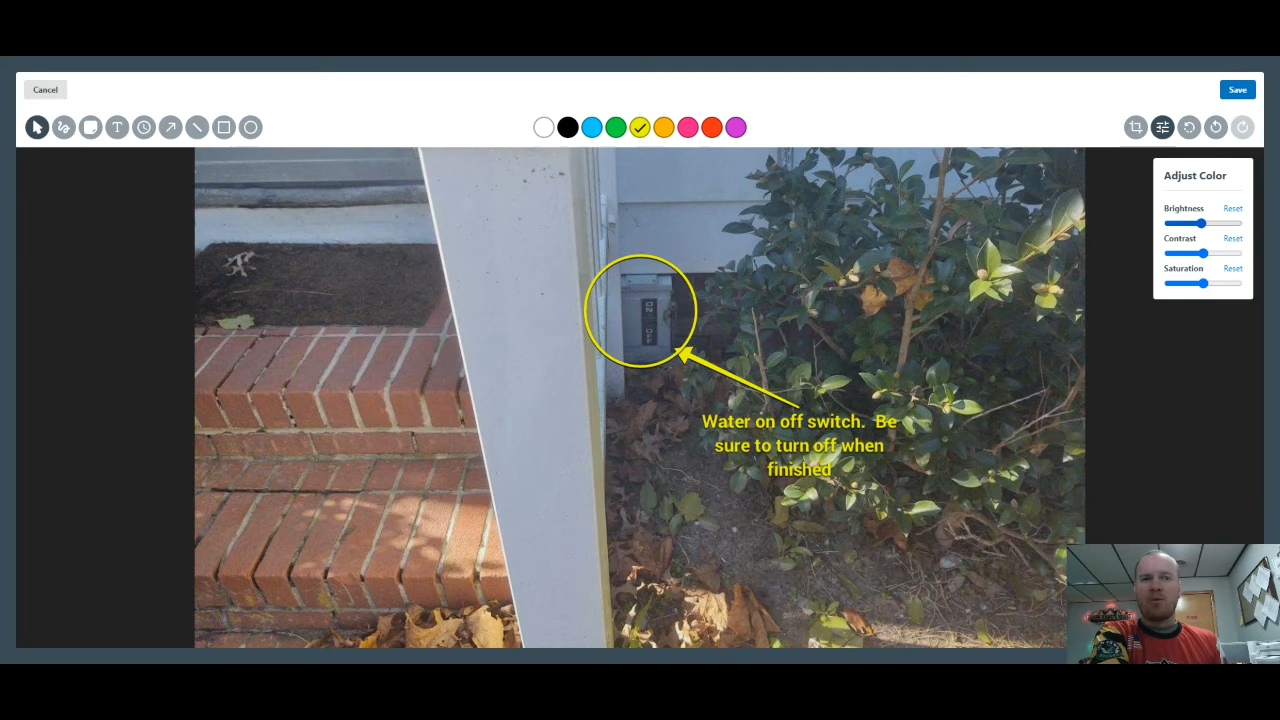 Cancel
Save
T
Adjust Color
Brightness Reset
Contrast Reset
Saturation Reset
ON
OFF
Water on off switch. Be
sure to turn off when
finished